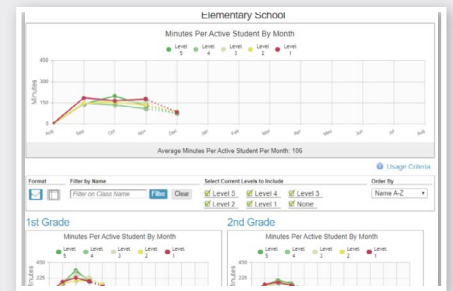 Elementary School
Minutes Per Active Student By Month
Level 5 Level 4 Level 3 Level 2 Level 1
Minutes
450
300
150
0
Aug Sep Oct Nov Dec Jan Feb Mar Apr May Jun Jul Aug
Average Minutes Per Active Student Per Month: 106
Usage Criteria
Format Filter by Name Select Current Levels to Include Order By
Filter on Class Name Filter Clear Level 5 Level 4 Level 3 Name A-Z
Level 2 Level 1 None
1st Grade 2nd Grade
Minutes Per Active Student By Month Minutes Per Active Student By Month
Level 5 Level 4 Level 3 Level 2 Level 1 Level 5 Level 4 Level 3 Level 2 Level 1
450 450
225 225